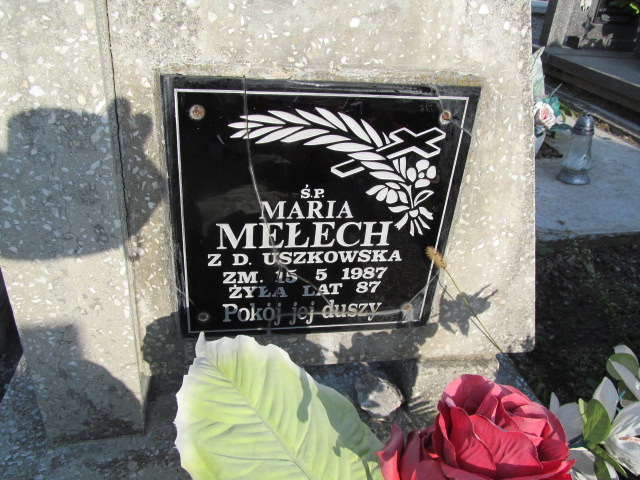 Ś.P.
MARIA
MEŁECH
Z D. USZKOWSKA
ZM. 15 5 1987
ŻYŁA LAT 87
Pokój jej duszy